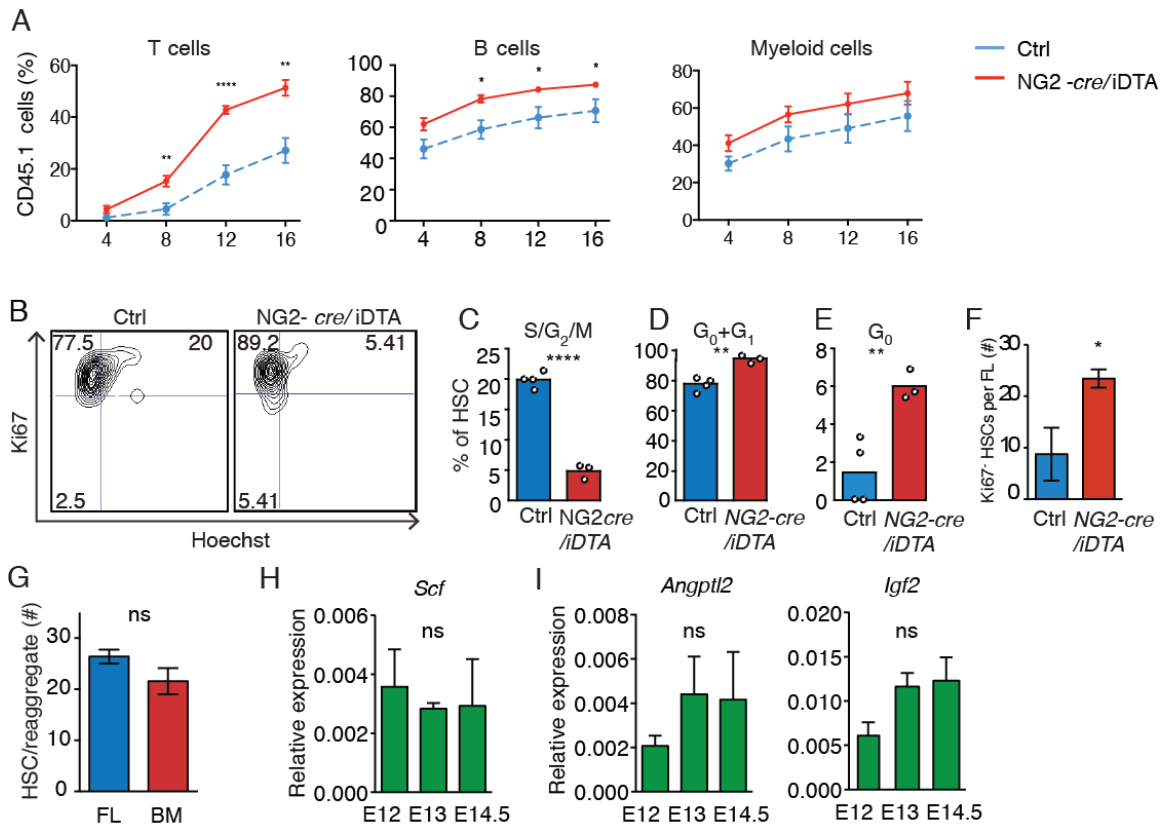 A
T cells
B cells
Myeloid cells
Ctrl
NG2 -cre/iDTA
CD45.1 cells (%)
60
40
20
0
4 8 12 16
** **** **
100
80
60
40
20
0
4 8 12 16
* * *
80
60
40
20
0
4 8 12 16
B
Ctrl
NG2- cre/ iDTA
77.5 20
2.5
89.2 5.41
5.41
Ki67
Hoechst
C
S/G2/M
****
% of HSC
25
20
15
10
5
0
Ctrl NG2cre
/iDTA
D
G0+G1
**
100
80
60
40
20
0
Ctrl NG2-cre
/iDTA
E
G0
**
8
6
4
2
0
Ctrl NG2-cre
/iDTA
F
Ki67- HSCs per FL (#)
*
30
20
10
0
Ctrl NG2-cre
/iDTA
G
HSC/reaggregate (#)
ns
30
20
10
0
FL BM
H
Scf
ns
Relative expression
0.006
0.004
0.002
0.000
E12 E13 E14.5
I
Angptl2
ns
Relative expression
0.008
0.006
0.004
0.002
0.000
E12 E13 E14.5
Igf2
ns
0.020
0.015
0.010
0.005
0.000
E12 E13 E14.5